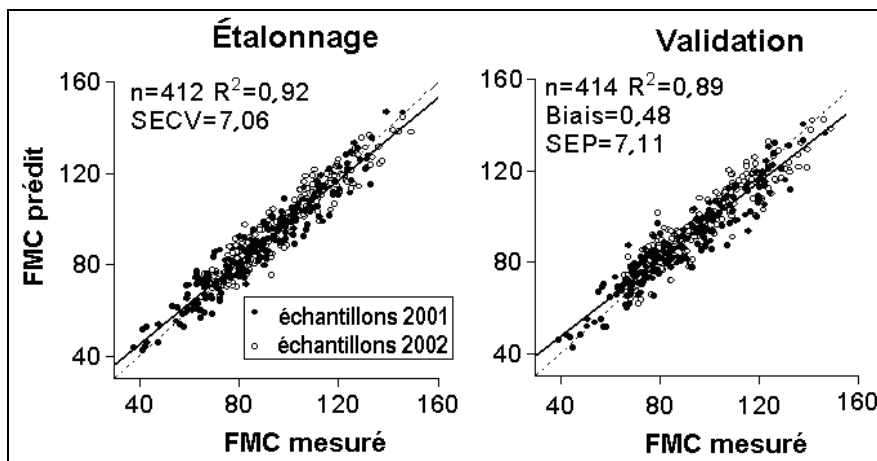 Étalonnage
160
n=412 R²=0,92
SECV=7,06
120
80
40
FMC prédit
échantillons 2001
échantillons 2002
40 80 120 160
FMC mesuré
Validation
160
n=414 R²=0,89
Biais=0,48
SEP=7,11
120
80
40
40 80 120 160
FMC mesuré